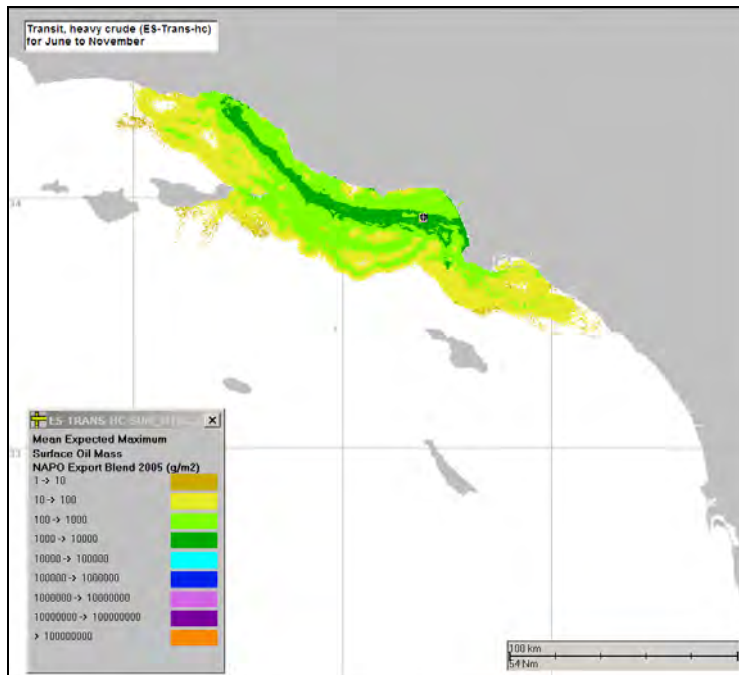 Transit, heavy crude (ES-Trans-hc)
for June to November
34
33
ES-TRANS-HC-SUM
Mean Expected Maximum
Surface Oil Mass
NAPO Export Blend 2005 (g/m2)
1 -> 10
10 -> 100
100 -> 1000
1000 -> 10000
10000 -> 100000
100000 -> 1000000
1000000 -> 10000000
10000000 -> 100000000
> 100000000
100 km
54 Nm